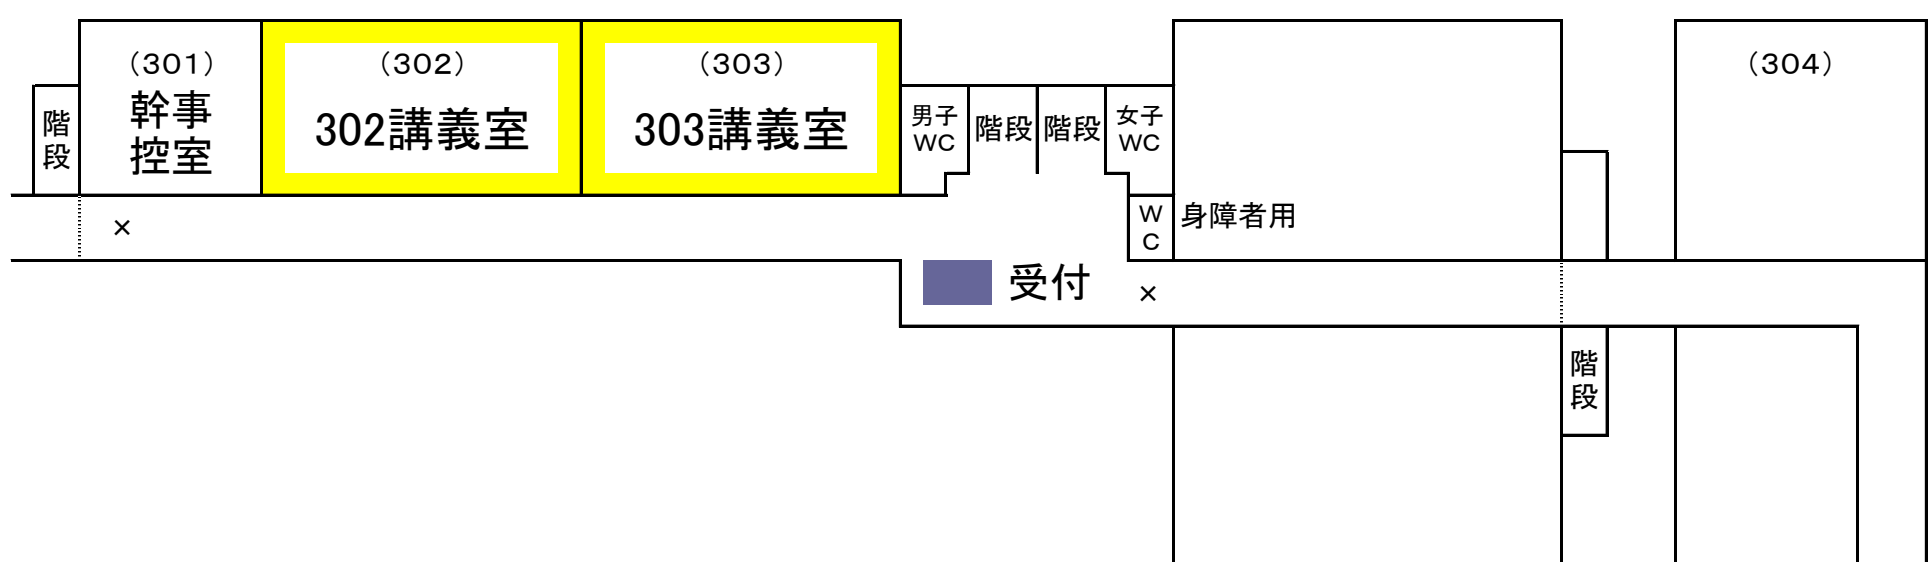 （301）
幹事
控室
（302）
302講義室
（303）
303講義室
（304）
階
段
男子
WC
階段
階段
女子
WC
W
C
身障者用
×
受付
×
階
段